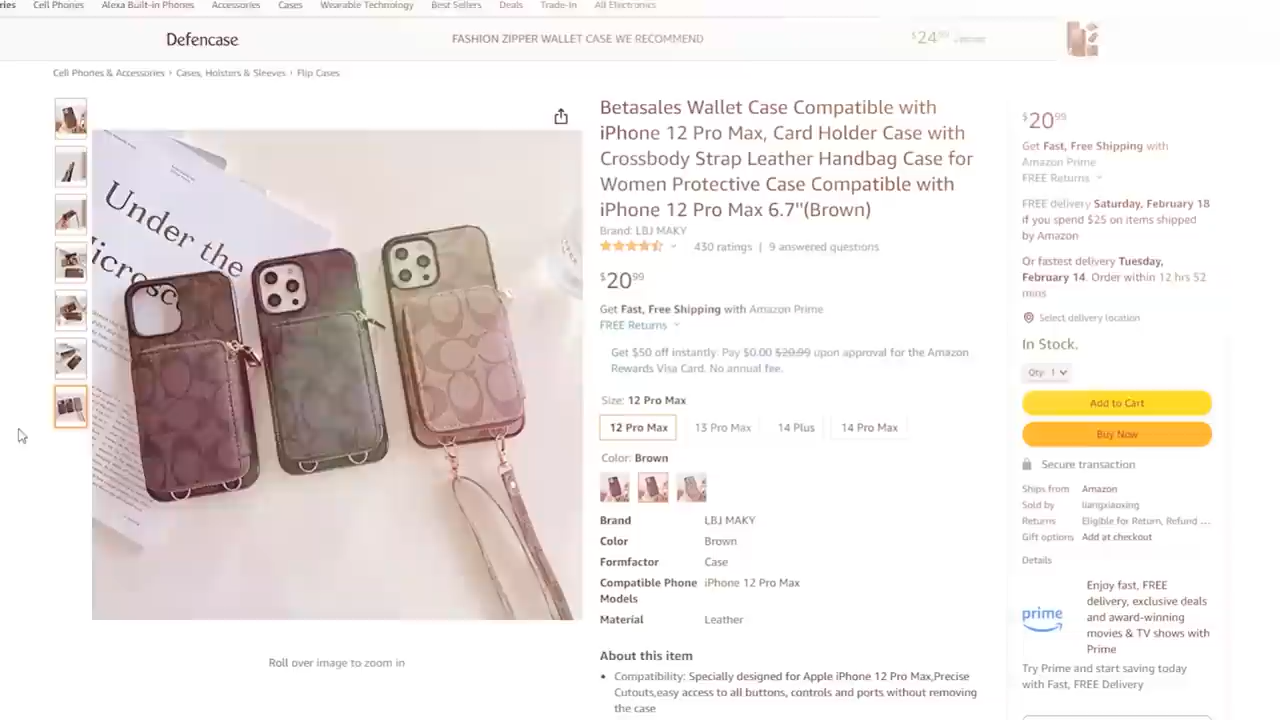 Cell Phones Alexa Built-in Phones Accessories Cases Wearable Technology Best Sellers Deals Trade-In All Electronics
Defencase FASHION ZIPPER WALLET CASE WE RECOMMEND $24
Cell Phones & Accessories › Cases, Holsters & Sleeves › Flip Cases
Under the
Betasales Wallet Case Compatible with
iPhone 12 Pro Max, Card Holder Case with
Crossbody Strap Leather Handbag Case for
Women Protective Case Compatible with
iPhone 12 Pro Max 6.7"(Brown)
Brand: LBJ MAKY
430 ratings | 9 answered questions
$20 99
Get Fast, Free Shipping with Amazon Prime
FREE Returns
Get $50 off instantly: Pay $0.00 $20.99 upon approval for the Amazon
Rewards Visa Card. No annual fee.
Size: 12 Pro Max
12 Pro Max 13 Pro Max 14 Plus 14 Pro Max
Color: Brown
Brand LBJ MAKY
Color Brown
Formfactor Case
Compatible Phone Models iPhone 12 Pro Max
Material Leather
About this item
• Compatibility: Specially designed for Apple iPhone 12 Pro Max,Precise
Cutouts,easy access to all buttons, controls and ports without removing
the case
Roll over image to zoom in
$20 99
Get Fast, Free Shipping with
Amazon Prime
FREE Returns
FREE delivery Saturday, February 18
if you spend $25 on items shipped
by Amazon
Or fastest delivery Tuesday,
February 14. Order within 12 hrs 52
mins
Select delivery location
In Stock.
Qty: 1
Add to Cart
Buy Now
Secure transaction
Ships from Amazon
Sold by liangxiaoxing
Returns Eligible for Return, Refund ...
Gift options Add at checkout
Details
prime
Enjoy fast, FREE
delivery, exclusive deals
and award-winning
movies & TV shows with
Prime
Try Prime and start saving today
with Fast, FREE Delivery